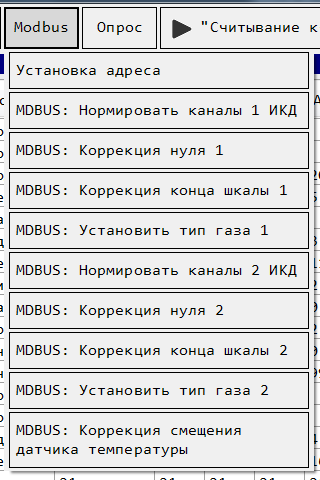 Modbus Опрос "Считывание к
Установка адреса
MDBUS: Нормировать каналы 1 ИКД
MDBUS: Коррекция нуля 1
MDBUS: Коррекция конца шкалы 1
MDBUS: Установить тип газа 1
MDBUS: Нормировать каналы 2 ИКД
MDBUS: Коррекция нуля 2
MDBUS: Коррекция конца шкалы 2
MDBUS: Установить тип газа 2
MDBUS: Коррекция смещения
датчика температуры